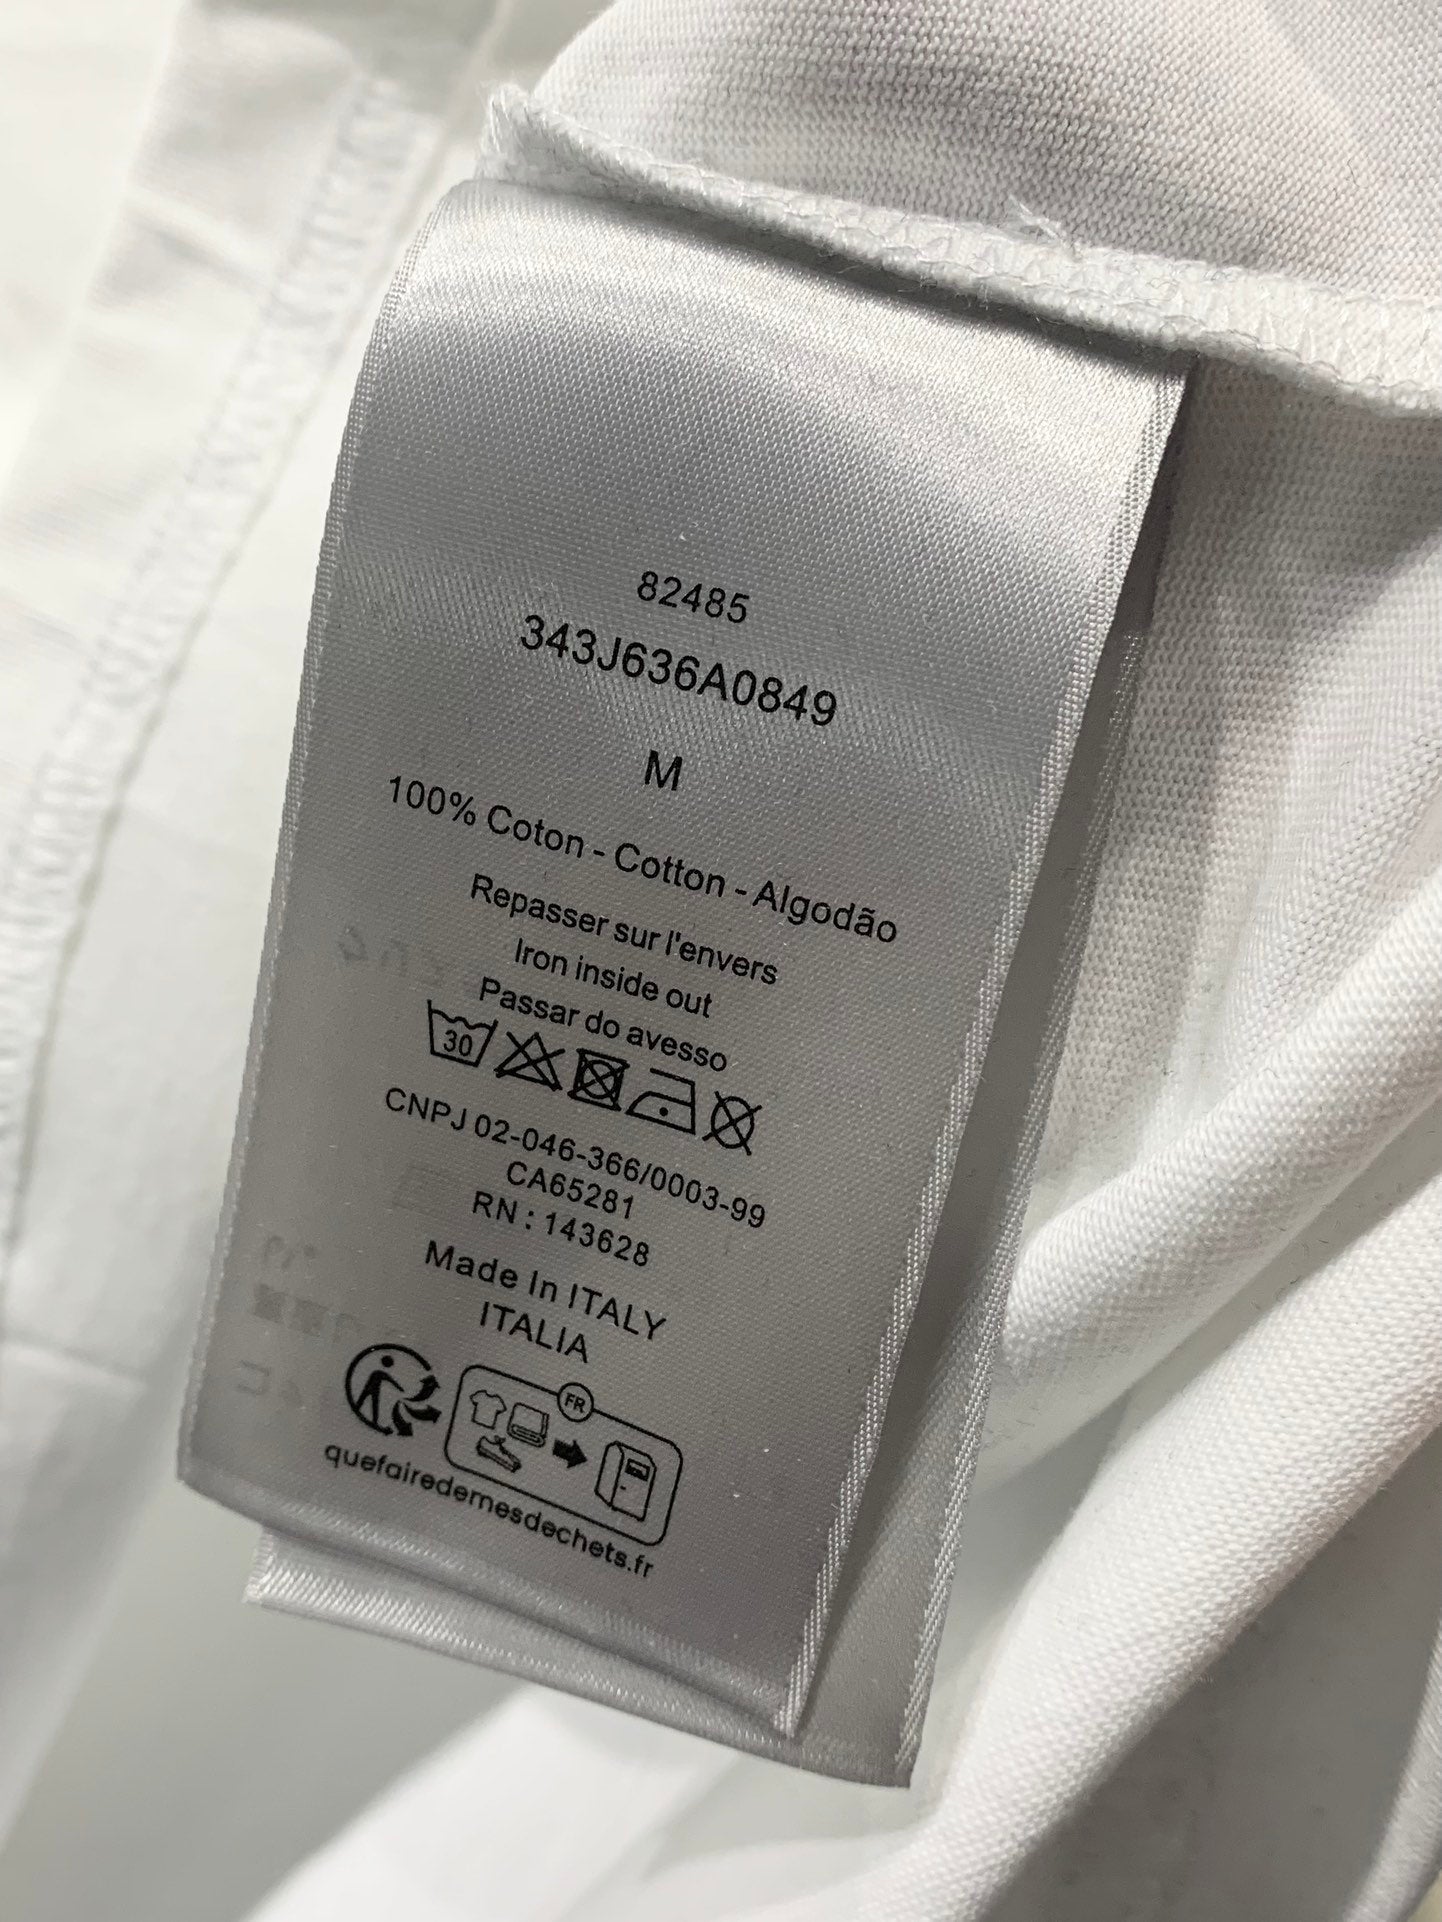 82485
343J636A0849
M
100% Coton - Cotton - Algodão
Repasser sur l'envers
Iron inside out
Passar do avesso
30
CNPJ 02-046-366/0003-99
CA65281
RN : 143628
Made In ITALY
ITALIA
FR
quefairedemesdechets.fr